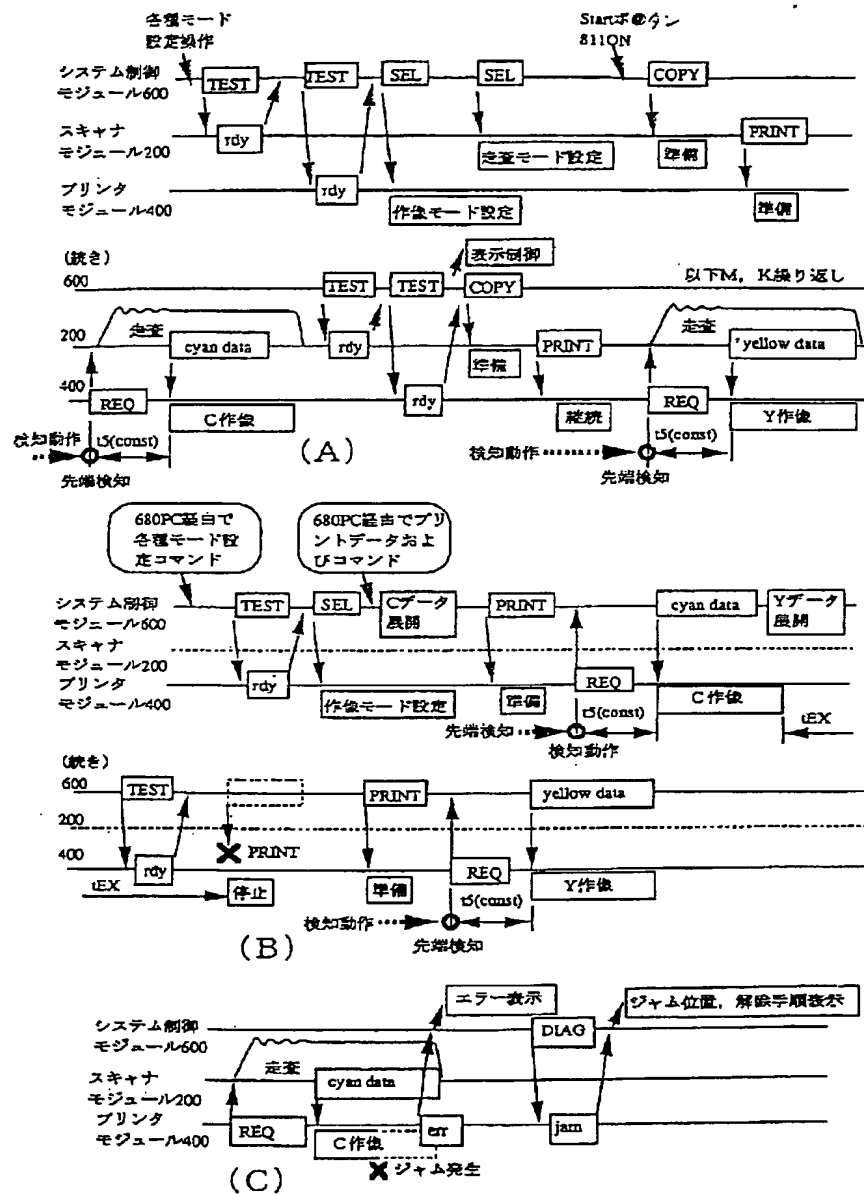 各種モード
設定操作
Startボ@タン
811ON
システム制御
モジュール600
TEST
TEST
SEL
SEL
COPY
スキャナ
モジュール200
rdy
走査モード設定
準備
PRINT
プリンタ
モジュール400
rdy
作像モード設定
準備
(続き)
表示制御
600
TEST
TEST
COPY
以下M，K繰り返し
200
走査
cyan data
rdy
準備
PRINT
走査
yellow data
400
REQ
C作像
rdy
継続
REQ
Y作像
検知動作
t5(const)
先端検知
(A)
検知動作
t5(const)
先端検知
680PC経由で
各種モード設
定コマンド
680PC経由でプリ
ントデータおよ
びコマンド
システム制御
モジュール600
TEST
SEL
Cデータ
展開
PRINT
cyan data
Yデータ
展開
スキャナ
モジュール200
プリンタ
モジュール400
rdy
作像モード設定
準備
REQ
C作像
先端検知
t5(const)
検知動作
tEX
(続き)
600
TEST
PRINT
yellow data
200
PRINT
400
rdy
REQ
tEX
停止
準備
t5(const)
Y作像
検知動作
先端検知
(B)
エラー表示
ジャム位置，解除手順表示
システム制御
モジュール600
DIAG
走査
スキャナ
モジュール200
cyan data
プリンタ
モジュール400
REQ
C作像
err
jam
ジャム発生
(C)